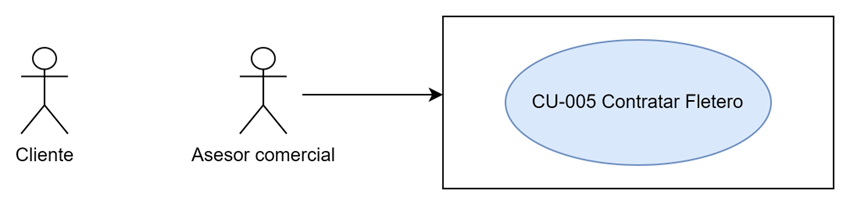 CU-005 Contratar Fletero
Cliente
Asesor comercial